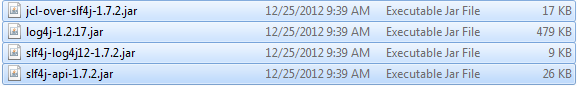 jcl-over-slf4j-1.7.2.jar 12/25/2012 9:39 AM Executable Jar File 17 KB
log4j-1.2.17.jar 12/25/2012 9:39 AM Executable Jar File 479 KB
slf4j-log4j12-1.7.2.jar 12/25/2012 9:39 AM Executable Jar File 9 KB
slf4j-api-1.7.2.jar 12/25/2012 9:39 AM Executable Jar File 26 KB